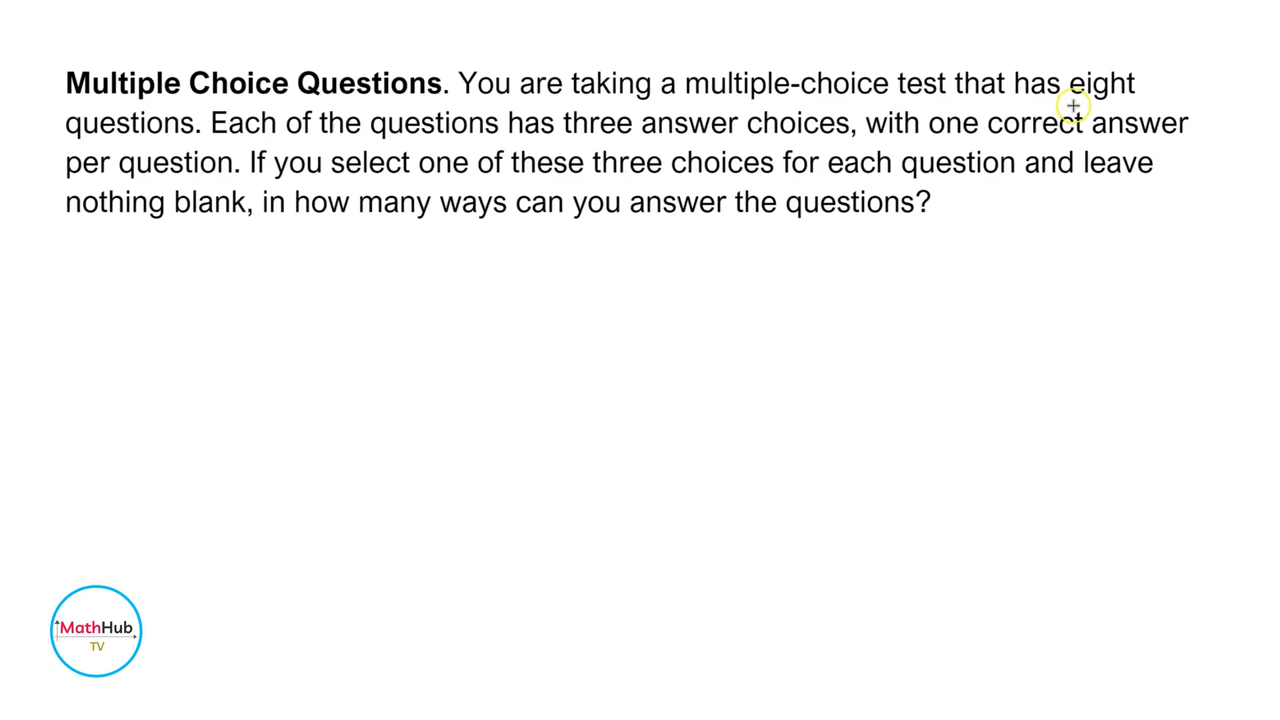 Multiple Choice Questions. You are taking a multiple-choice test that has eight
questions. Each of the questions has three answer choices, with one correct answer
per question. If you select one of these three choices for each question and leave
nothing blank, in how many ways can you answer the questions?
MathHub
TV